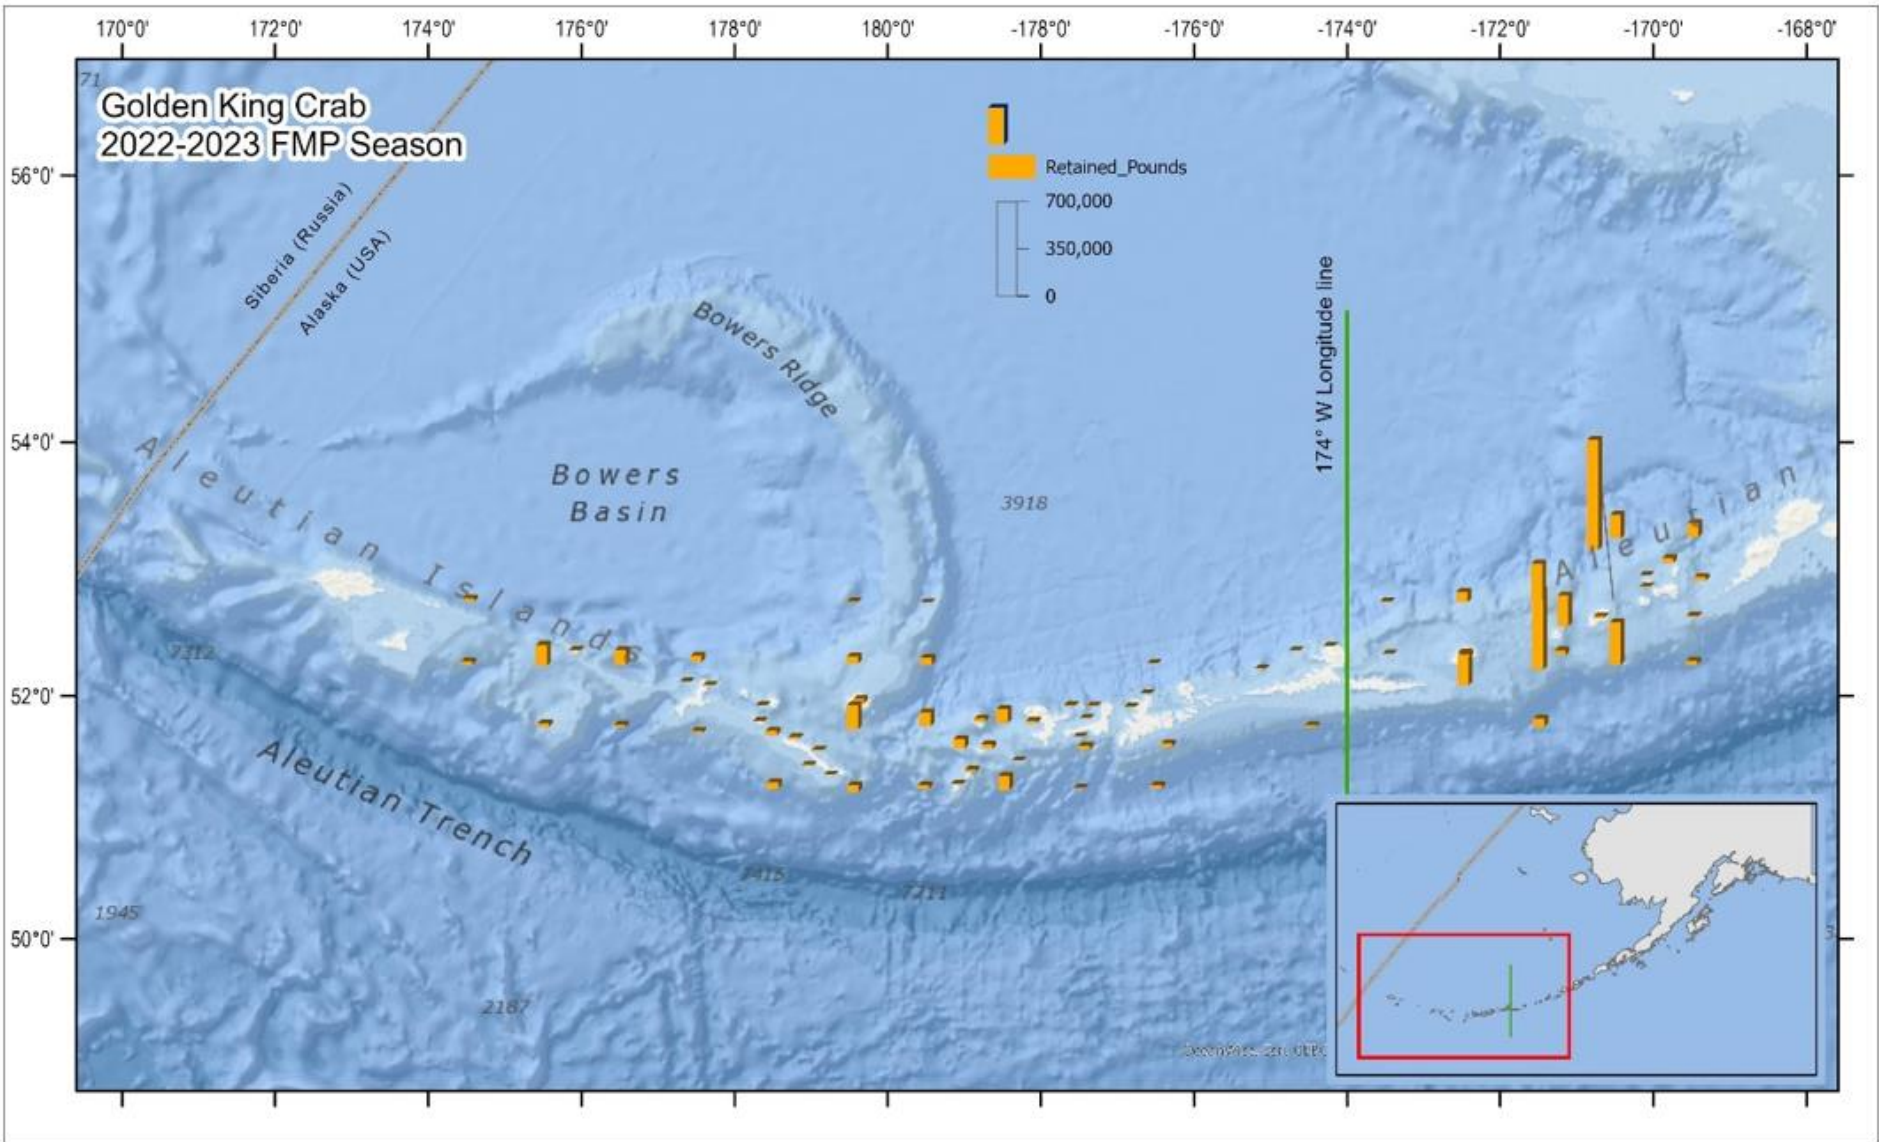 170°0' 172°0' 174°0' 176°0' 178°0' 180°0' -178°0' -176°0' -174°0' -172°0' -170°0' -168°0'
71
Golden King Crab
2022-2023 FMP Season
56°0'
54°0'
52°0'
50°0'
Siberia (Russia)
Alaska (USA)
Retained_Pounds
700,000
350,000
0
174° W Longitude line
Bowers Ridge
Bowers
Basin
3918
Aleutian Islands
Aleutian
7312
Aleutian Trench
7415
7211
1945
2187
3